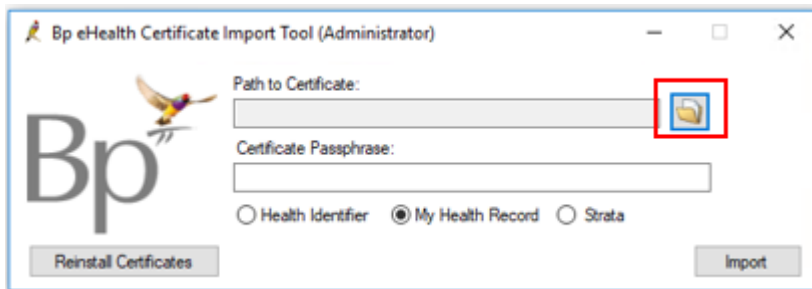 Bp eHealth Certificate Import Tool (Administrator)
Path to Certificate:
Bp
Certificate Passphrase:
Health Identifier My Health Record Strata
Reinstall Certificates Import